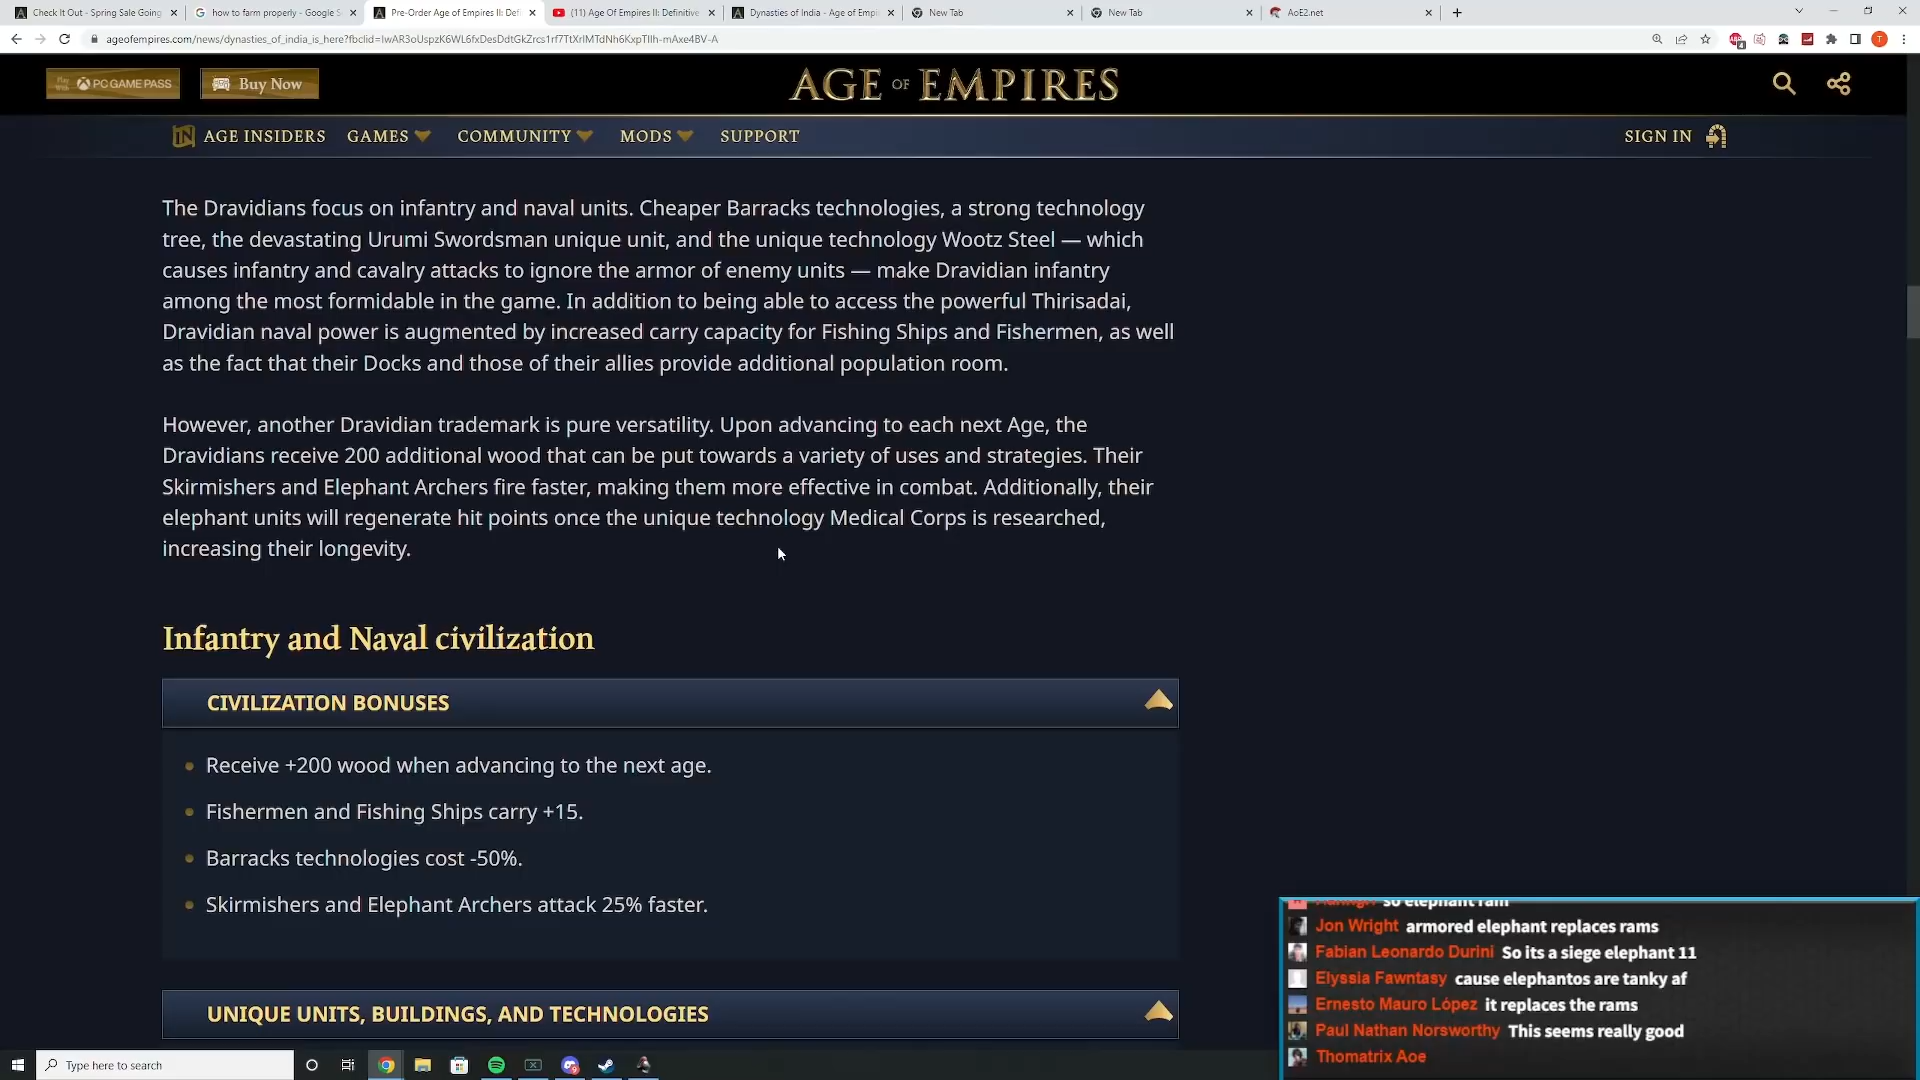 Check It Out - Spring Sale Going
how to farm properly - Google S
Pre-Order Age of Empires II: Defi
(11) Age Of Empires II: Definitive
Dynasties of India - Age of Empi
New Tab
New Tab
AoE2.net
ageofempires.com/news/dynasties_of_india_is_here?fbclid=IwAR3oUspzK6WL6fxDesDdtGkZrcs1rf7TtXrIMTdNh6KxpTIIh-mAxe4BV-A
Play With PC GAME PASS
Buy Now
AGE OF EMPIRES
AGE INSIDERS
GAMES
COMMUNITY
MODS
SUPPORT
SIGN IN
The Dravidians focus on infantry and naval units. Cheaper Barracks technologies, a strong technology
tree, the devastating Urumi Swordsman unique unit, and the unique technology Wootz Steel — which
causes infantry and cavalry attacks to ignore the armor of enemy units — make Dravidian infantry
among the most formidable in the game. In addition to being able to access the powerful Thirisadai,
Dravidian naval power is augmented by increased carry capacity for Fishing Ships and Fishermen, as well
as the fact that their Docks and those of their allies provide additional population room.
However, another Dravidian trademark is pure versatility. Upon advancing to each next Age, the
Dravidians receive 200 additional wood that can be put towards a variety of uses and strategies. Their
Skirmishers and Elephant Archers fire faster, making them more effective in combat. Additionally, their
elephant units will regenerate hit points once the unique technology Medical Corps is researched,
increasing their longevity.
Infantry and Naval civilization
CIVILIZATION BONUSES
Receive +200 wood when advancing to the next age.
Fishermen and Fishing Ships carry +15.
Barracks technologies cost -50%.
Skirmishers and Elephant Archers attack 25% faster.
UNIQUE UNITS, BUILDINGS, AND TECHNOLOGIES
so elephant ram
Jon Wright armored elephant replaces rams
Fabian Leonardo Durini So its a siege elephant 11
Elyssia Fawntasy cause elephantos are tanky af
Ernesto Mauro López it replaces the rams
Paul Nathan Norsworthy This seems really good
Thomatrix Aoe
Type here to search